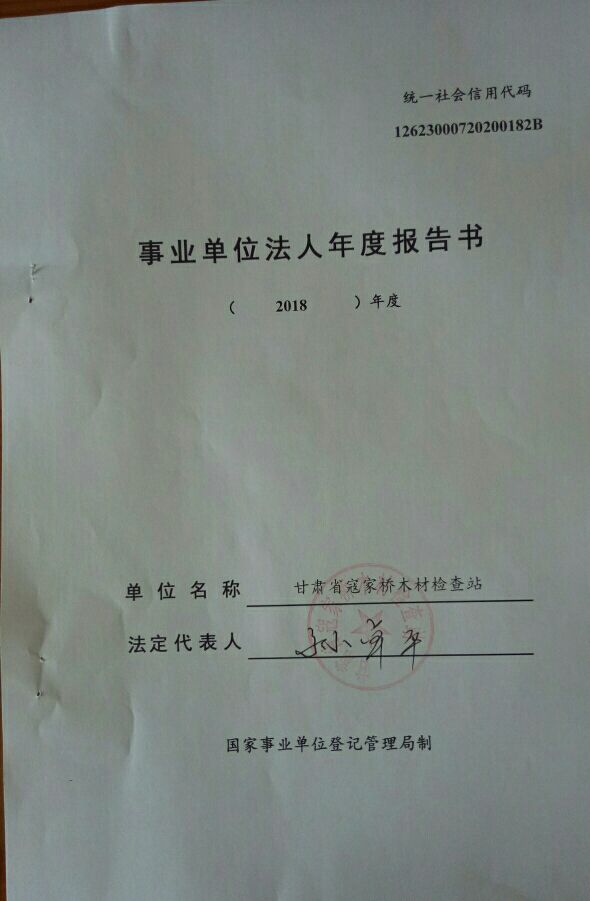 统一社会信用代码
12623000720200182B
事业单位法人年度报告书
（ 2018 ）年度
单位名称 甘肃省寇家桥木材检查站
法定代表人
国家事业单位登记管理局制